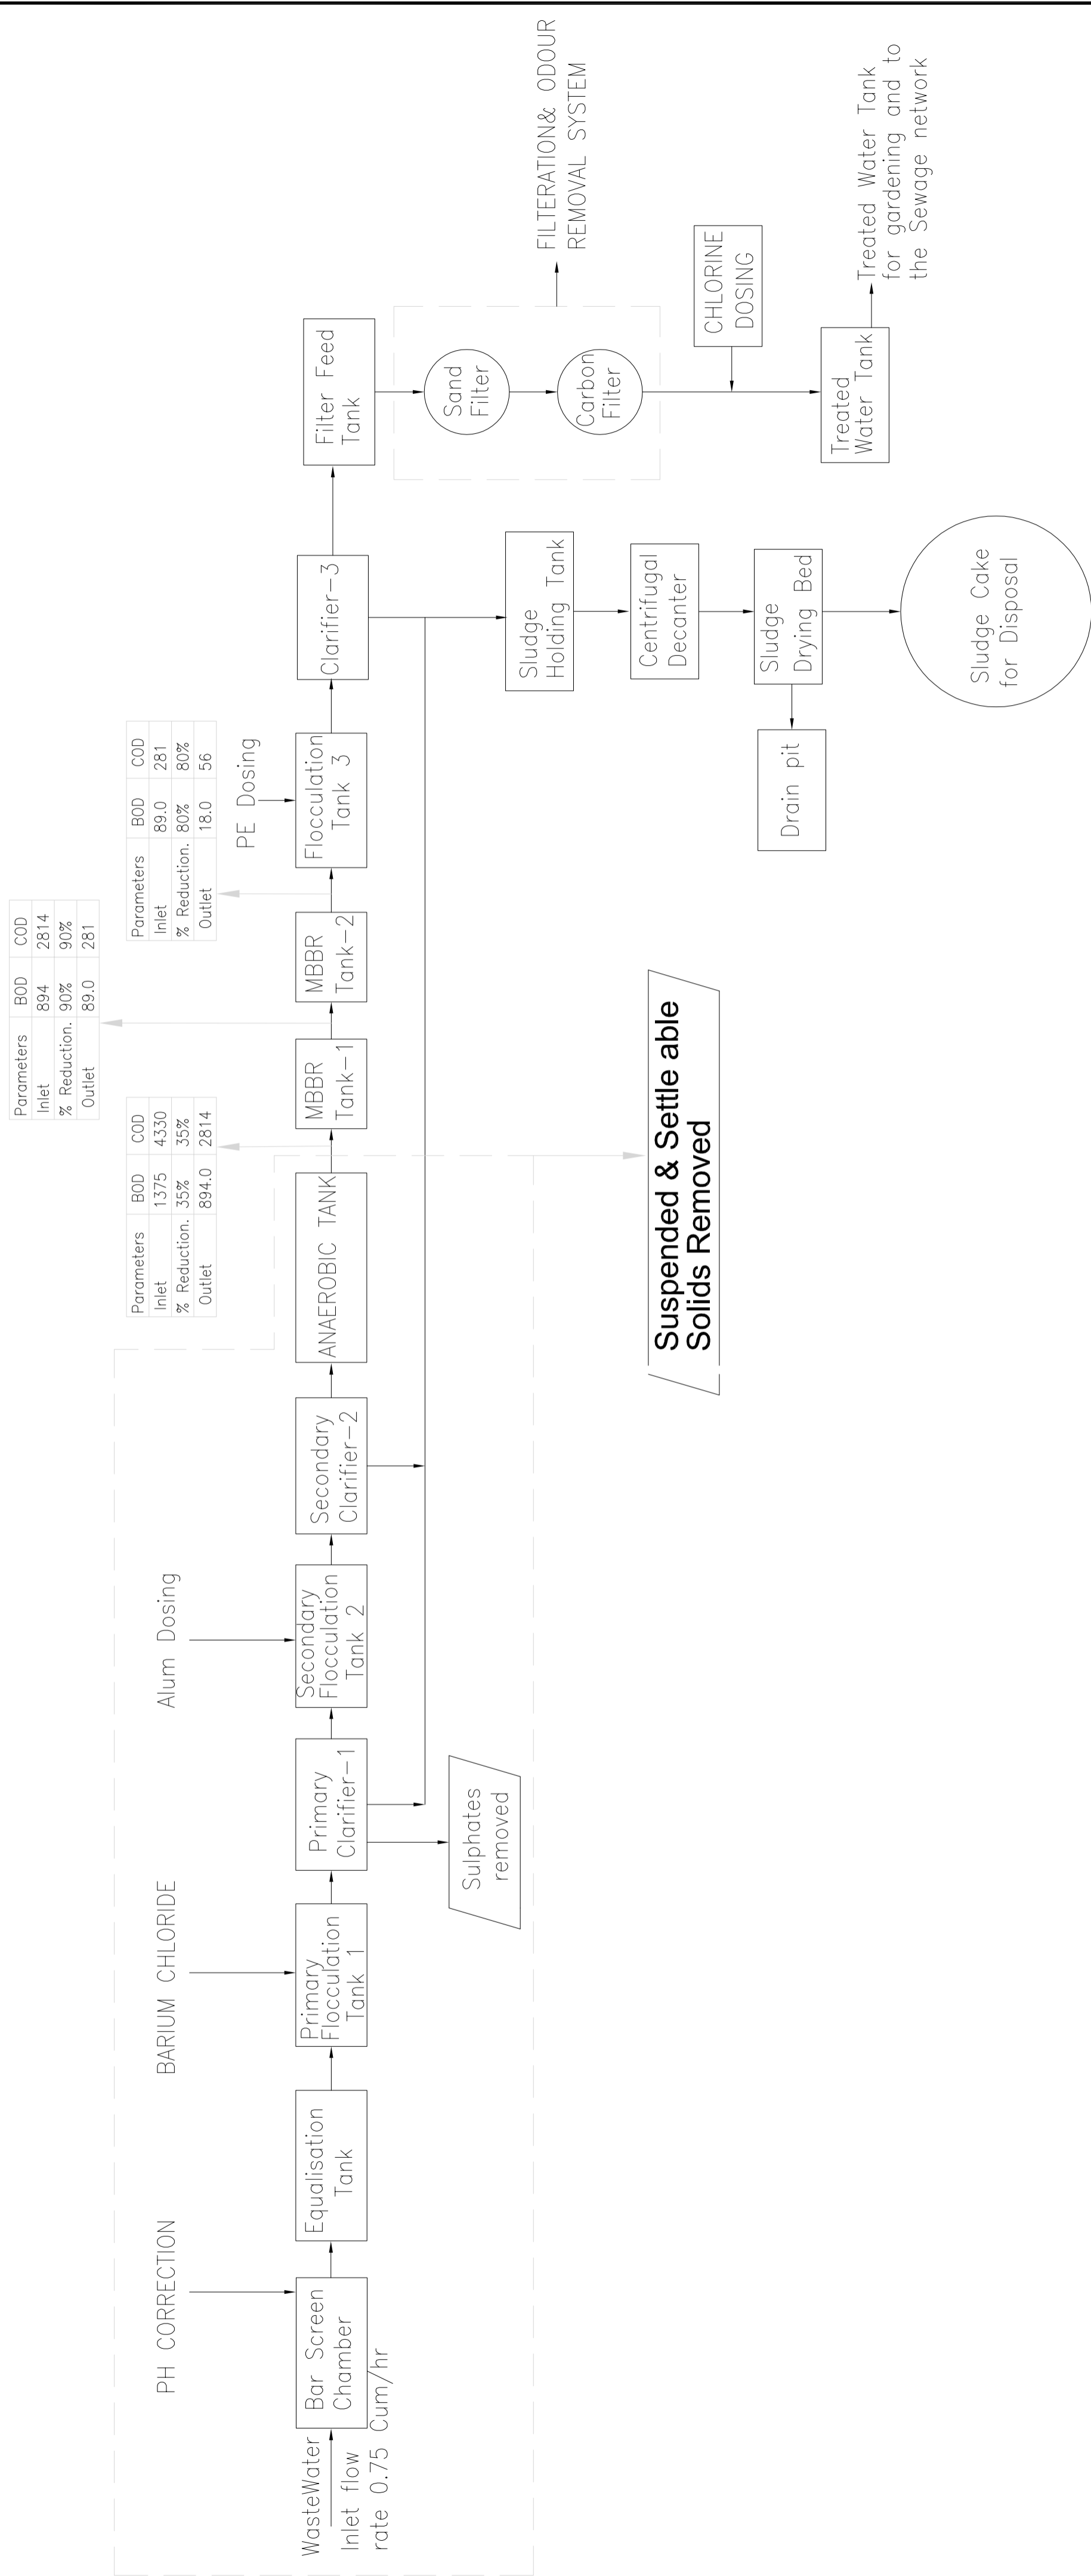 WasteWater
Inlet flow
rate 0.75 Cum/hr
PH CORRECTION
Bar Screen
Chamber
Equalisation
Tank
BARIUM CHLORIDE
Primary
Flocculation
Tank 1
Primary
Clarifier-1
Sulphates
removed
Alum Dosing
Secondary
Flocculation
Tank 2
Secondary
Clarifier-2
ANAEROBIC TANK
Parameters BOD COD
Inlet 1375 4330
% Reduction. 35% 35%
Outlet 894.0 2814
Suspended & Settle able
Solids Removed
MBBR
Tank-1
Parameters BOD COD
Inlet 894 2814
% Reduction. 90% 90%
Outlet 89.0 281
MBBR
Tank-2
Parameters BOD COD
Inlet 89.0 281
% Reduction. 80% 80%
Outlet 18.0 56
PE Dosing
Flocculation
Tank 3
Clarifier-3
Sludge
Holding Tank
Centrifugal
Decanter
Sludge
Drying Bed
Drain pit
Sludge Cake
for Disposal
Filter Feed
Tank
Sand
Filter
Carbon
Filter
FILTERATION& ODOUR
REMOVAL SYSTEM
CHLORINE
DOSING
Treated
Water Tank
Treated Water Tank
for gardening and to
the Sewage network